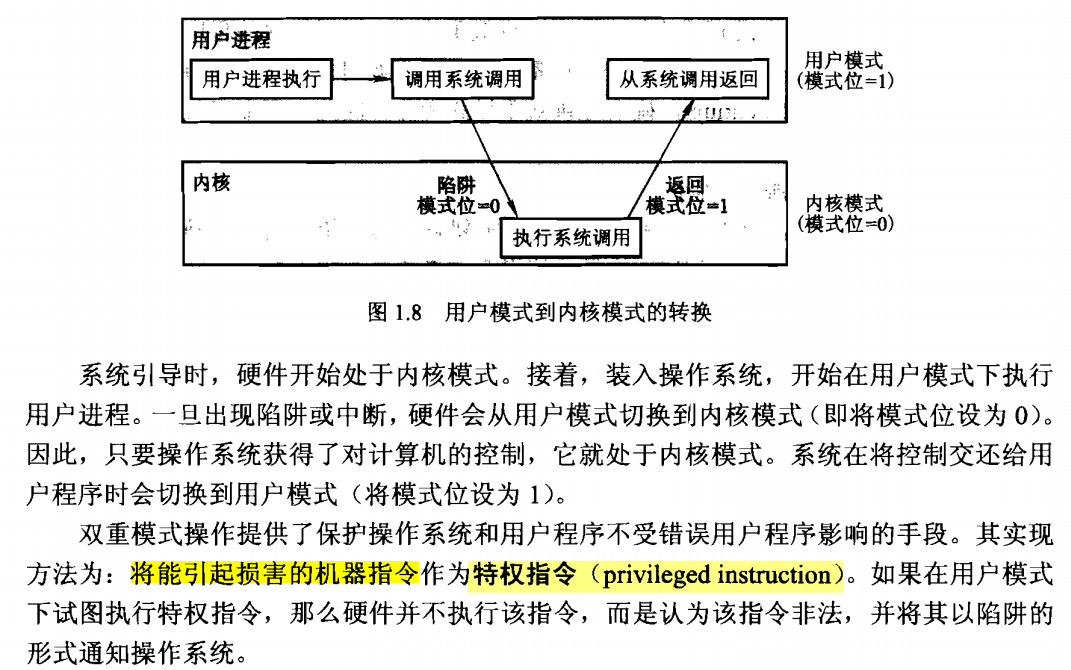 用户进程
用户进程执行
调用系统调用
从系统调用返回
用户模式
(模式位=1)
内核
陷阱
模式位=0
返回
模式位=1
执行系统调用
内核模式
(模式位=0)
图 1.8 用户模式到内核模式的转换
系统引导时，硬件开始处于内核模式。接着，装入操作系统，开始在用户模式下执行
用户进程。一旦出现陷阱或中断，硬件会从用户模式切换到内核模式（即将模式位设为 0）。
因此，只要操作系统获得了对计算机的控制，它就处于内核模式。系统在将控制交还给用
户程序时会切换到用户模式（将模式位设为 1）。
双重模式操作提供了保护操作系统和用户程序不受错误用户程序影响的手段。其实现
方法为：将能引起损害的机器指令作为特权指令（privileged instruction）。如果在用户模式
下试图执行特权指令，那么硬件并不执行该指令，而是认为该指令非法，并将其以陷阱的
形式通知操作系统。